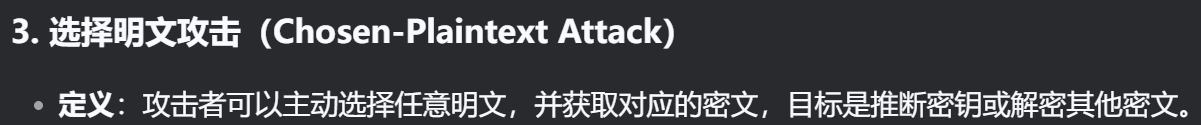 3. 选择明文攻击（Chosen-Plaintext Attack）
• 定义：攻击者可以主动选择任意明文，并获取对应的密文，目标是推断密钥或解密其他密文。